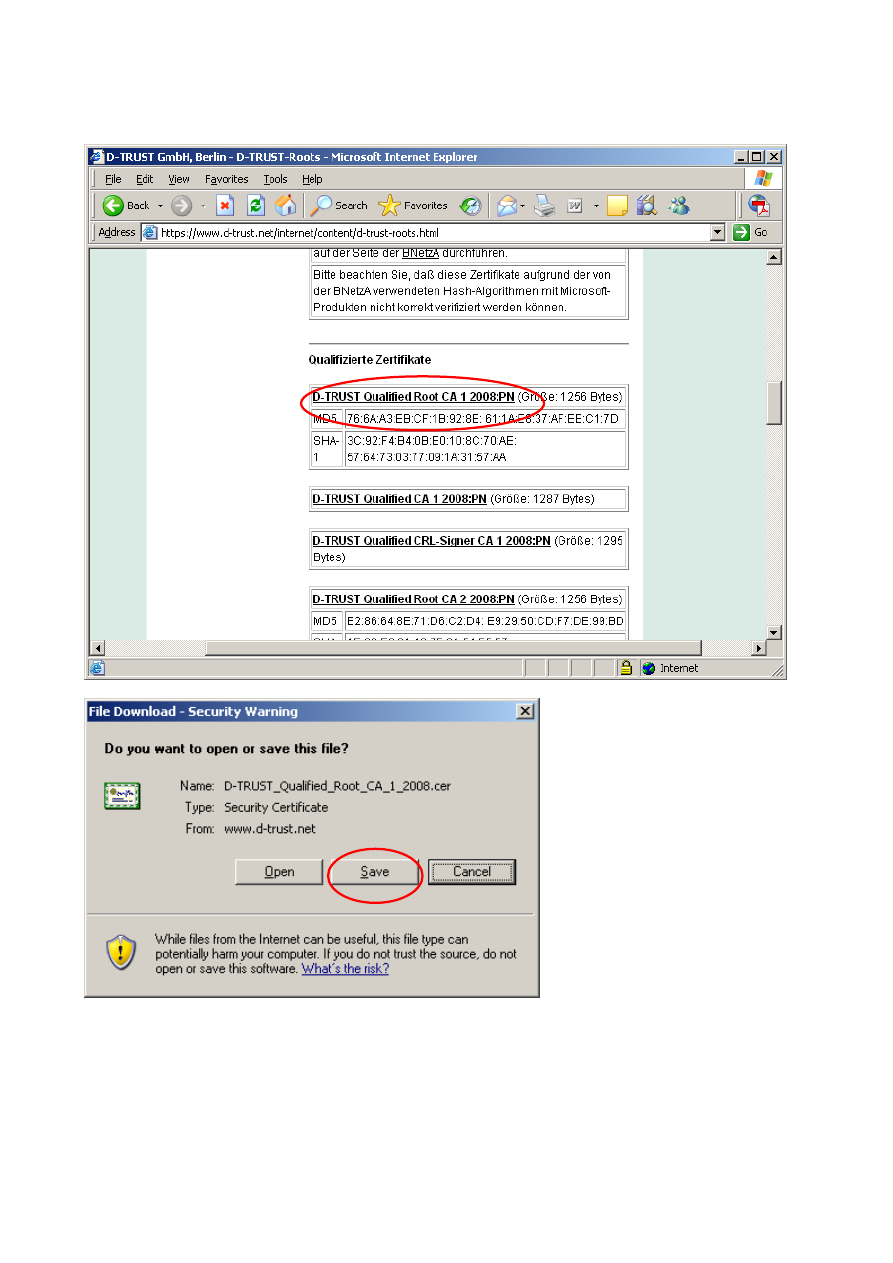 D-TRUST GmbH, Berlin - D-TRUST-Roots - Microsoft Internet Explorer
File Edit View Favorites Tools Help
Back Search Favorites
Address https://www.d-trust.net/internet/content/d-trust-roots.html Go
auf der Seite der BNetzA durchführen.
Bitte beachten Sie, daß diese Zertifikate aufgrund der von
der BNetzA verwendeten Hash-Algorithmen mit Microsoft-
Produkten nicht korrekt verifiziert werden können.
Qualifizierte Zertifikate
D-TRUST Qualified Root CA 1 2008:PN (Größe: 1256 Bytes)
MD5 76:6A:A3:EB:CF:1B:92:8E: 61:1A:E8:37:AF:EE:C1:7D
SHA- 3C:92:F4:B4:0B:E0:10:8C:70:AE:
1 57:64:73:03:77:09:1A:31:57:AA
D-TRUST Qualified CA 1 2008:PN (Größe: 1287 Bytes)
D-TRUST Qualified CRL-Signer CA 1 2008:PN (Größe: 1295
Bytes)
D-TRUST Qualified Root CA 2 2008:PN (Größe: 1256 Bytes)
MD5 E2:86:64:8E:71:D6:C2:D4: E9:29:50:CD:F7:DE:99:BD
Internet
File Download - Security Warning
Do you want to open or save this file?
Name: D-TRUST_Qualified_Root_CA_1_2008.cer
Type: Security Certificate
From: www.d-trust.net
Open Save Cancel
While files from the Internet can be useful, this file type can
potentially harm your computer. If you do not trust the source, do not
open or save this software. What's the risk?